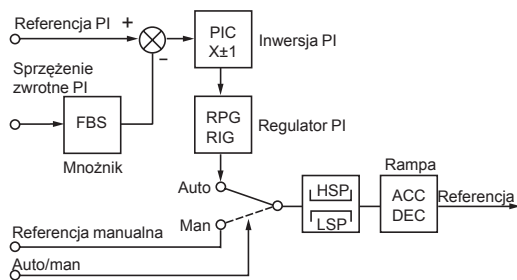 Referencja PI
+
–
PIC
X±1
Inwersja PI
Sprzężenie
zwrotne PI
FBS
Mnożnik
RPG
RIG
Regulator PI
Auto
Man
HSP
LSP
Rampa
ACC
DEC
Referencja
Referencja manualna
Auto/man